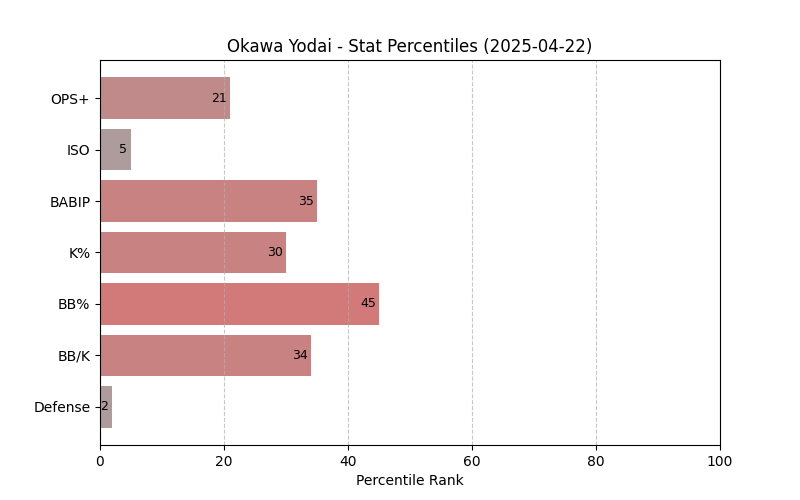 Okawa Yodai - Stat Percentiles (2025-04-22)
OPS+ 21
ISO 5
BABIP 35
K% 30
BB% 45
BB/K 34
Defense 2
0 20 40 60 80 100
Percentile Rank